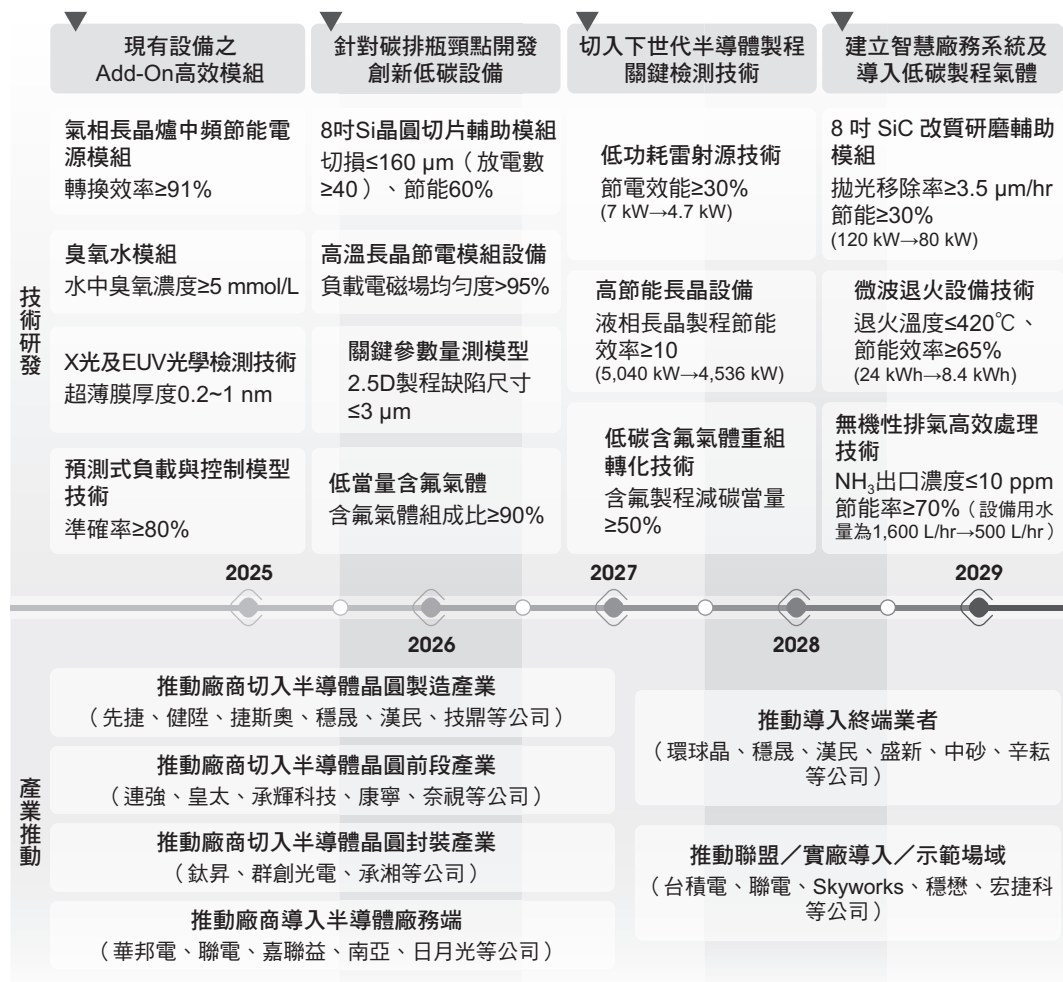 現有設備之
Add-On高效模組
針對碳排瓶頸點開發
創新低碳設備
切入下世代半導體製程
關鍵檢測技術
建立智慧廠務系統及
導入低碳製程氣體
技術研發
氣相長晶爐中頻節能電
源模組
轉換效率≥91%
臭氧水模組
水中臭氧濃度≥5 mmol/L
X光及EUV光學檢測技術
超薄膜厚度0.2~1 nm
預測式負載與控制模型
技術
準確率≥80%
8吋Si晶圓切片輔助模組
切損≤160 μm（放電數
≥40）、節能60%
高溫長晶節電模組設備
負載電磁場均勻度>95%
關鍵參數量測模型
2.5D製程缺陷尺寸
≤3 μm
低當量含氟氣體
含氟氣體組成比≥90%
低功耗雷射源技術
節電效能≥30%
(7 kW→4.7 kW)
高節能長晶設備
液相長晶製程節能
效率≥10
(5,040 kW→4,536 kW)
低碳含氟氣體重組
轉化技術
含氟製程減碳當量
≥50%
8 吋 SiC 改質研磨輔助
模組
拋光移除率≥3.5 μm/hr
節能≥30%
(120 kW→80 kW)
微波退火設備技術
退火溫度≤420℃、
節能效率≥65%
(24 kWh→8.4 kWh)
無機性排氣高效處理
技術
NH₃出口濃度≤10 ppm
節能率≥70%（設備用水
量為1,600 L/hr→500 L/hr）
2025
2026
2027
2028
2029
產業推動
推動廠商切入半導體晶圓製造產業
（先捷、健陞、捷斯奧、穩晟、漢民、技鼎等公司）
推動廠商切入半導體晶圓前段產業
（連強、皇太、承輝科技、康寧、奈視等公司）
推動廠商切入半導體晶圓封裝產業
（鈦昇、群創光電、承湘等公司）
推動廠商導入半導體廠務端
（華邦電、聯電、嘉聯益、南亞、日月光等公司）
推動導入終端業者
（環球晶、穩晟、漢民、盛新、中砂、辛耘
等公司）
推動聯盟／實廠導入／示範場域
（台積電、聯電、Skyworks、穩懋、宏捷科
等公司）